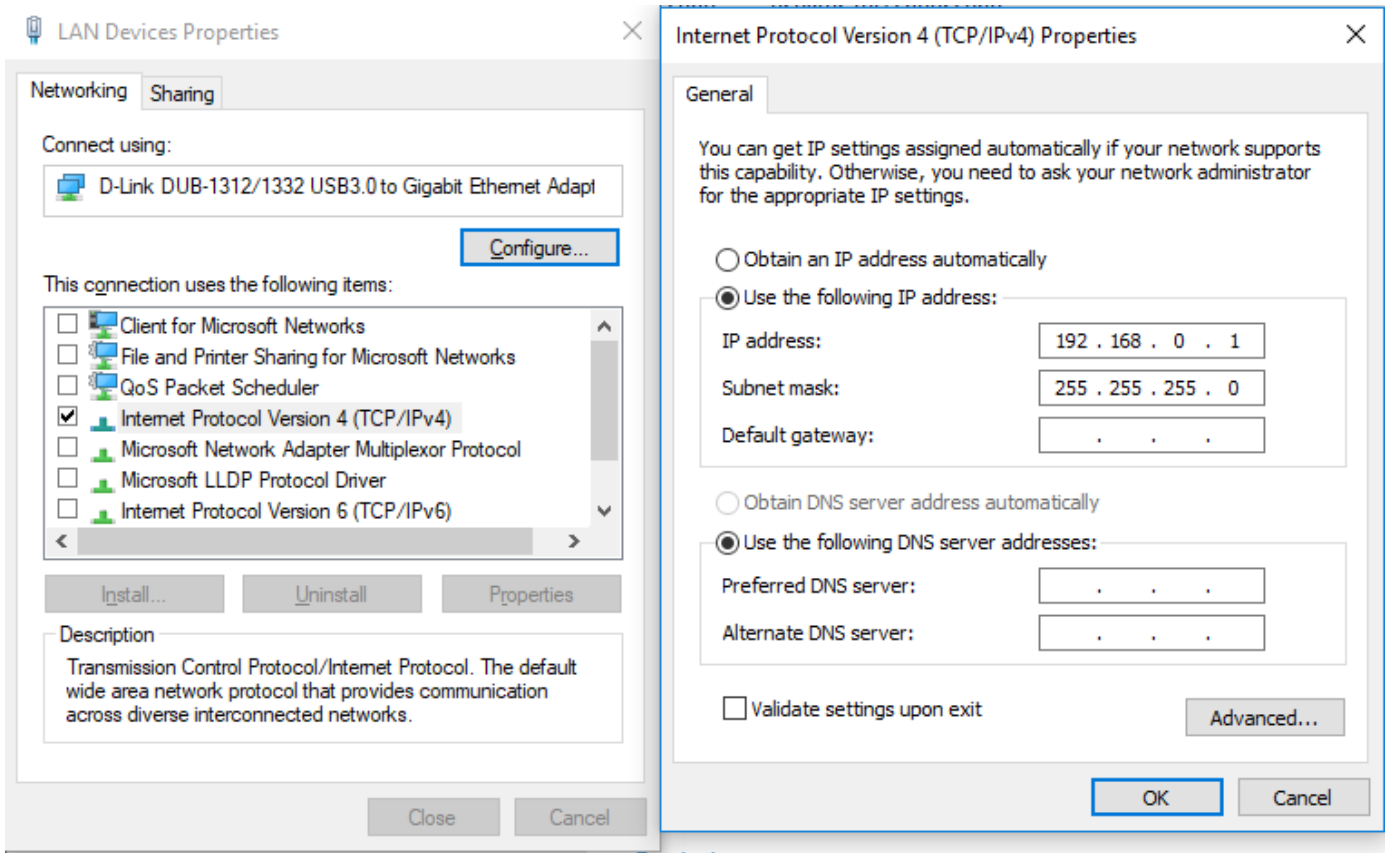 LAN Devices Properties
Networking
Sharing
Connect using:
D-Link DUB-1312/1332 USB3.0 to Gigabit Ethernet Adapt
Configure...
This connection uses the following items:
Client for Microsoft Networks
File and Printer Sharing for Microsoft Networks
QoS Packet Scheduler
Internet Protocol Version 4 (TCP/IPv4)
Microsoft Network Adapter Multiplexor Protocol
Microsoft LLDP Protocol Driver
Internet Protocol Version 6 (TCP/IPv6)
Install...
Uninstall
Properties
Description
Transmission Control Protocol/Internet Protocol. The default
wide area network protocol that provides communication
across diverse interconnected networks.
Close
Cancel
Internet Protocol Version 4 (TCP/IPv4) Properties
General
You can get IP settings assigned automatically if your network supports
this capability. Otherwise, you need to ask your network administrator
for the appropriate IP settings.
Obtain an IP address automatically
Use the following IP address:
IP address:
192 . 168 . 0 . 1
Subnet mask:
255 . 255 . 255 . 0
Default gateway:
. . .
Obtain DNS server address automatically
Use the following DNS server addresses:
Preferred DNS server:
. . .
Alternate DNS server:
. . .
Validate settings upon exit
Advanced...
OK
Cancel